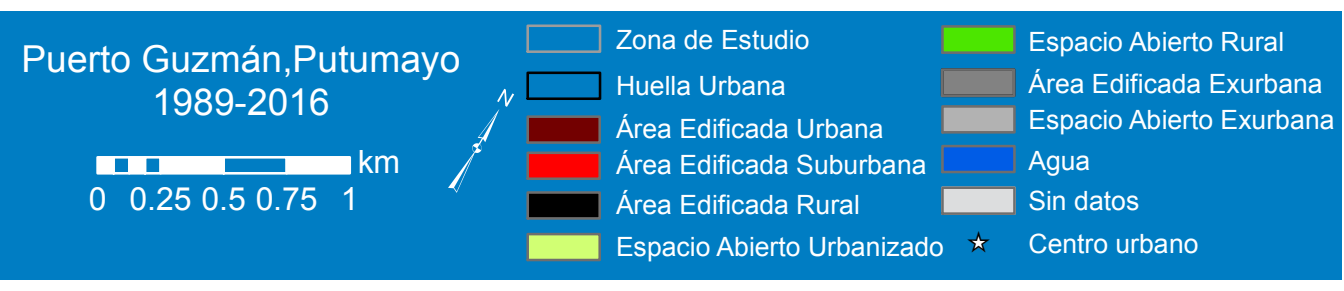 Puerto Guzmán,Putumayo
1989-2016
km
0 0.25 0.5 0.75 1
N
Zona de Estudio
Huella Urbana
Área Edificada Urbana
Área Edificada Suburbana
Área Edificada Rural
Espacio Abierto Urbanizado
Espacio Abierto Rural
Área Edificada Exurbana
Espacio Abierto Exurbana
Agua
Sin datos
Centro urbano